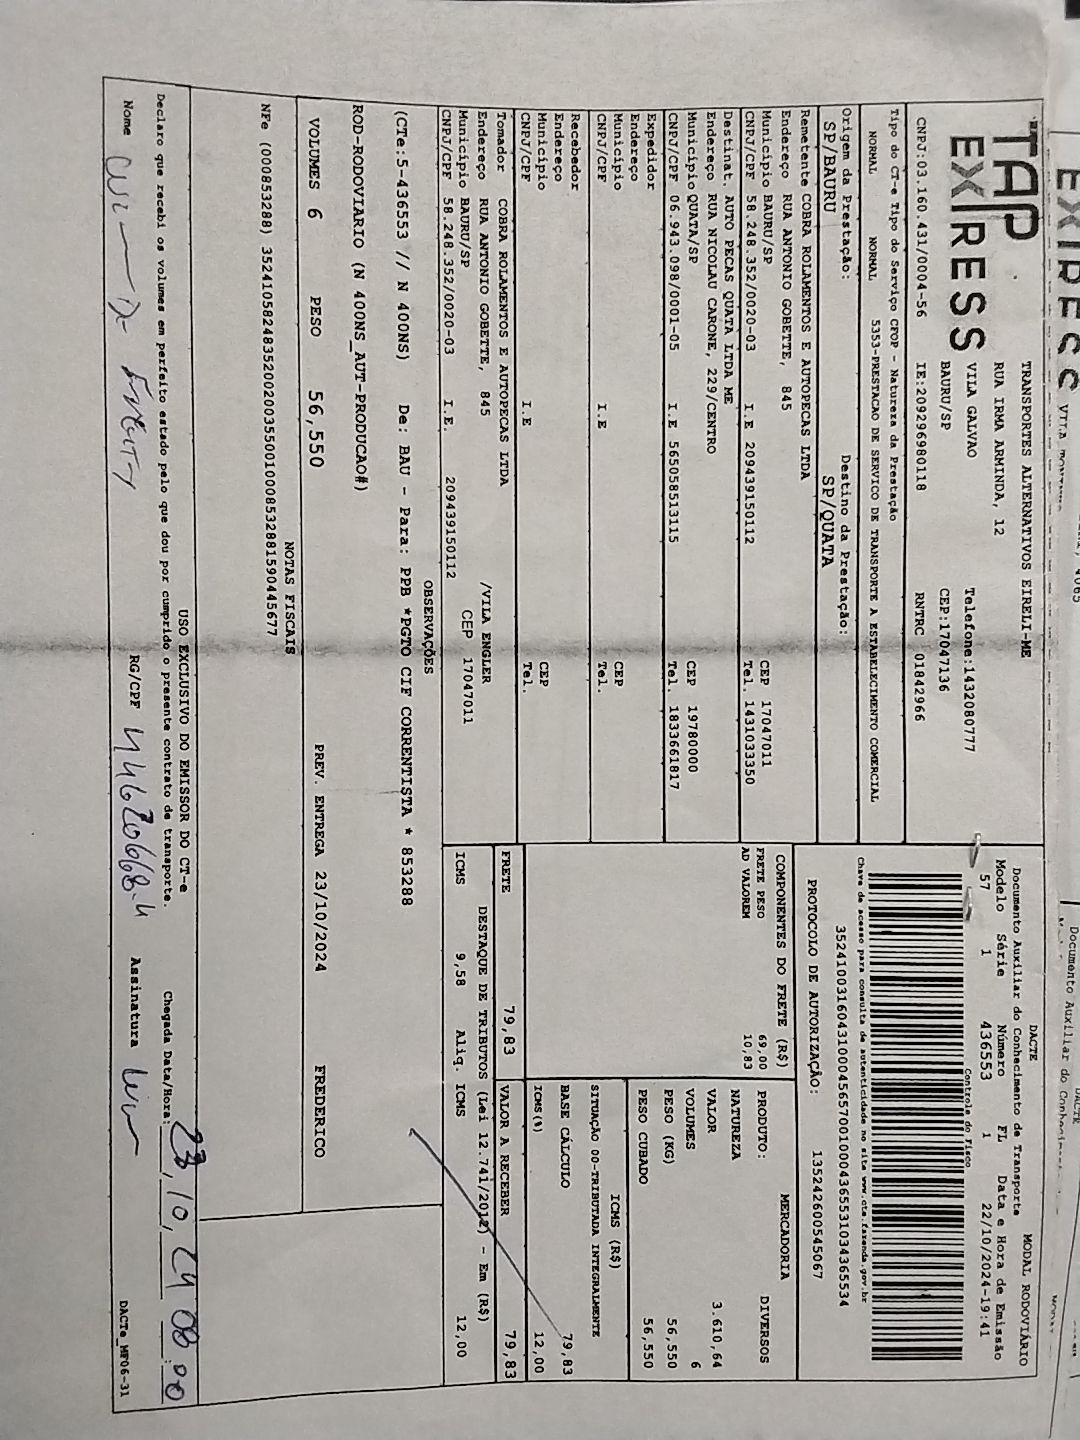 TAP EXPRESS
TRANSPORTES ALTERNATIVOS EIRELI-ME
RUA IRMA ARMINDA, 12
VILA GALVAO Telefone:1432080777
BAURU/SP CEP:17047136
CNPJ:03.160.431/0004-56 IE:209296980118 RNTRC 01842966
Tipo do CT-e Tipo do Serviço CFOP - Natureza da Prestação
NORMAL NORMAL 5353-PRESTACAO DE SERVICO DE TRANSPORTE A ESTABELECIMENTO COMERCIAL
Origem da Prestação: Destino da Prestação:
SP/BAURU SP/QUATA
Remetente COBRA ROLAMENTOS E AUTOPECAS LTDA
Endereço RUA ANTONIO GOBETTE, 845
Município BAURU/SP CEP 17047011
CNPJ/CPF 58.248.352/0020-03 I.E 209439150112 Tel. 1431033350
Destinat. AUTO PECAS QUATA LTDA ME
Endereço RUA NICOLAU CARONE, 229/CENTRO
Município QUATA/SP CEP 19780000
CNPJ/CPF 06.943.098/0001-05 I.E 565058513115 Tel. 1833661817
Expedidor
Endereço
Município CEP
CNPJ/CPF I.E Tel.
Recebedor
Endereço
Município CEP
CNPJ/CPF I.E Tel.
Tomador COBRA ROLAMENTOS E AUTOPECAS LTDA
Endereço RUA ANTONIO GOBETTE, 845 /VILA ENGLER
Município BAURU/SP CEP 17047011
CNPJ/CPF 58.248.352/0020-03 I.E. 209439150112
DACTE MODAL RODOVIÁRIO
Documento Auxiliar do Conhecimento de Transporte
Modelo Série Número FL Data e Hora de Emissão
57 1 436553 1 22/10/2024-19:41
Controle do Fisco
Chave de acesso para consulta de autenticidade no site www.cte.fazenda.gov.br
35241003160431000456570010004365531034365534
PROTOCOLO DE AUTORIZAÇÃO: 135242600545067
COMPONENTES DO FRETE (R$)
FRETE PESO 69,00
AD VALOREM 10,83
MERCADORIA
PRODUTO: DIVERSOS
NATUREZA
VALOR 3.610,64
VOLUMES 6
PESO (KG) 56,550
PESO CUBADO 56,550
ICMS (R$)
SITUAÇÃO 00-TRIBUTADA INTEGRALMENTE
BASE CÁLCULO 79,83
ICMS(%) 12,00
FRETE 79,83 VALOR A RECEBER 79,83
DESTAQUE DE TRIBUTOS (Lei 12.741/2012) - Em (R$)
ICMS 9,58 Aliq. ICMS 12,00
OBSERVAÇÕES
(CTe:5-436553 // N 400NS) De: BAU - Para: PPB *PGTO CIF CORRENTISTA * 853288
ROD-RODOVIARIO (N 400NS_AUT-PRODUCAO#)
VOLUMES 6 PESO 56,550 PREV. ENTREGA 23/10/2024 FREDERICO
NOTAS FISCAIS
NFe (000853288) 35241058248352002003550010008532881590445677
USO EXCLUSIVO DO EMISSOR DO CT-e
Declaro que recebi os volumes em perfeito estado pelo que dou por cumprido o presente contrato de transporte. Chegada Data/Hora: 23/10/24 08:00
Nome RG/CPF 44620668-4 Assinatura
DACTe_MP06-31